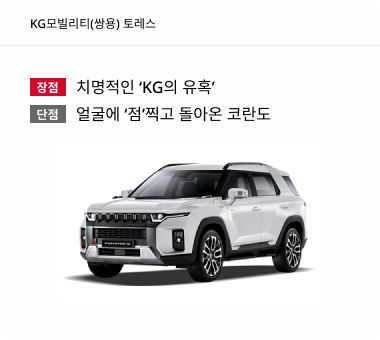 KG모빌리티(쌍용) 토레스
장점 치명적인 ‘KG의 유혹’
단점 얼굴에 ‘점’찍고 돌아온 코란도
TORRES